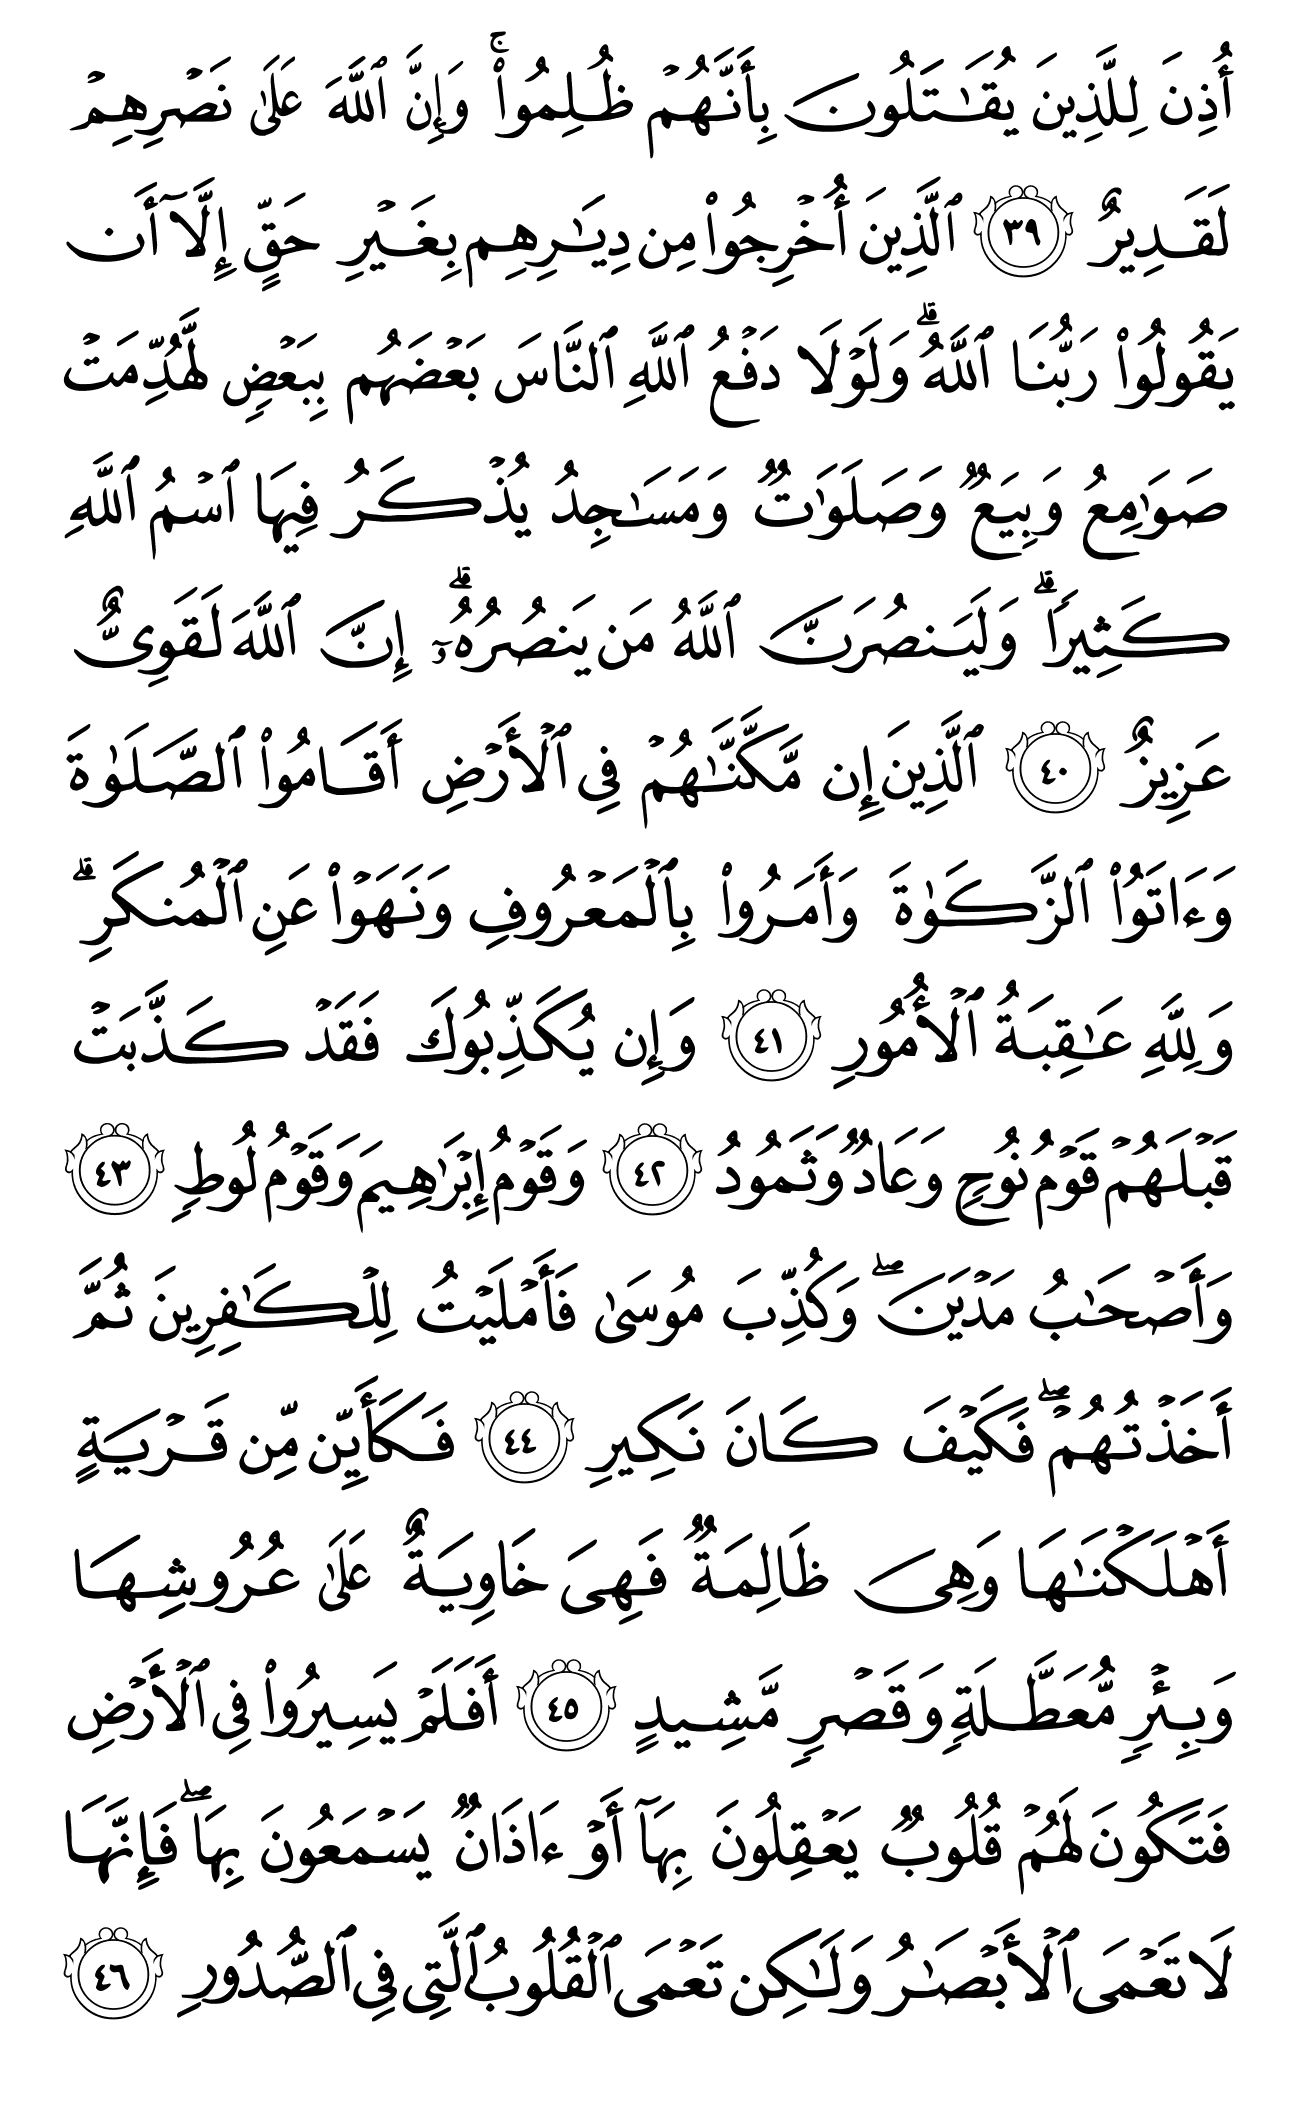 أُذِنَ لِلَّذِينَ يُقَٰتَلُونَ بِأَنَّهُمۡ ظُلِمُواْۚ وَإِنَّ ٱللَّهَ عَلَىٰ نَصۡرِهِمۡ
لَقَدِيرٌ ٣٩ ٱلَّذِينَ أُخۡرِجُواْ مِن دِيَٰرِهِم بِغَيۡرِ حَقٍّ إِلَّآ أَن
يَقُولُواْ رَبُّنَا ٱللَّهُۗ وَلَوۡلَا دَفۡعُ ٱللَّهِ ٱلنَّاسَ بَعۡضَهُم بِبَعۡضٖ لَّهُدِّمَتۡ
صَوَٰمِعُ وَبِيَعٞ وَصَلَوَٰتٞ وَمَسَٰجِدُ يُذۡكَرُ فِيهَا ٱسۡمُ ٱللَّهِ
كَثِيرٗاۗ وَلَيَنصُرَنَّ ٱللَّهُ مَن يَنصُرُهُۥٓۗ إِنَّ ٱللَّهَ لَقَوِيٌّ
عَزِيزٌ ٤٠ ٱلَّذِينَ إِن مَّكَّنَّٰهُمۡ فِي ٱلۡأَرۡضِ أَقَامُواْ ٱلصَّلَوٰةَ
وَءَاتَوُاْ ٱلزَّكَوٰةَ وَأَمَرُواْ بِٱلۡمَعۡرُوفِ وَنَهَوۡاْ عَنِ ٱلۡمُنكَرِۗ
وَلِلَّهِ عَٰقِبَةُ ٱلۡأُمُورِ ٤١ وَإِن يُكَذِّبُوكَ فَقَدۡ كَذَّبَتۡ
قَبۡلَهُمۡ قَوۡمُ نُوحٖ وَعَادٞ وَثَمُودُ ٤٢ وَقَوۡمُ إِبۡرَٰهِيمَ وَقَوۡمُ لُوطٖ ٤٣
وَأَصۡحَٰبُ مَدۡيَنَۖ وَكُذِّبَ مُوسَىٰ فَأَمۡلَيۡتُ لِلۡكَٰفِرِينَ ثُمَّ
أَخَذۡتُهُمۡۖ فَكَيۡفَ كَانَ نَكِيرِ ٤٤ فَكَأَيِّن مِّن قَرۡيَةٍ
أَهۡلَكۡنَٰهَا وَهِيَ ظَالِمَةٞ فَهِيَ خَاوِيَةٌ عَلَىٰ عُرُوشِهَا
وَبِئۡرٖ مُّعَطَّلَةٖ وَقَصۡرٖ مَّشِيدٍ ٤٥ أَفَلَمۡ يَسِيرُواْ فِي ٱلۡأَرۡضِ
فَتَكُونَ لَهُمۡ قُلُوبٞ يَعۡقِلُونَ بِهَآ أَوۡ ءَاذَانٞ يَسۡمَعُونَ بِهَاۖ فَإِنَّهَا
لَا تَعۡمَى ٱلۡأَبۡصَٰرُ وَلَٰكِن تَعۡمَى ٱلۡقُلُوبُ ٱلَّتِي فِي ٱلصُّدُورِ ٤٦